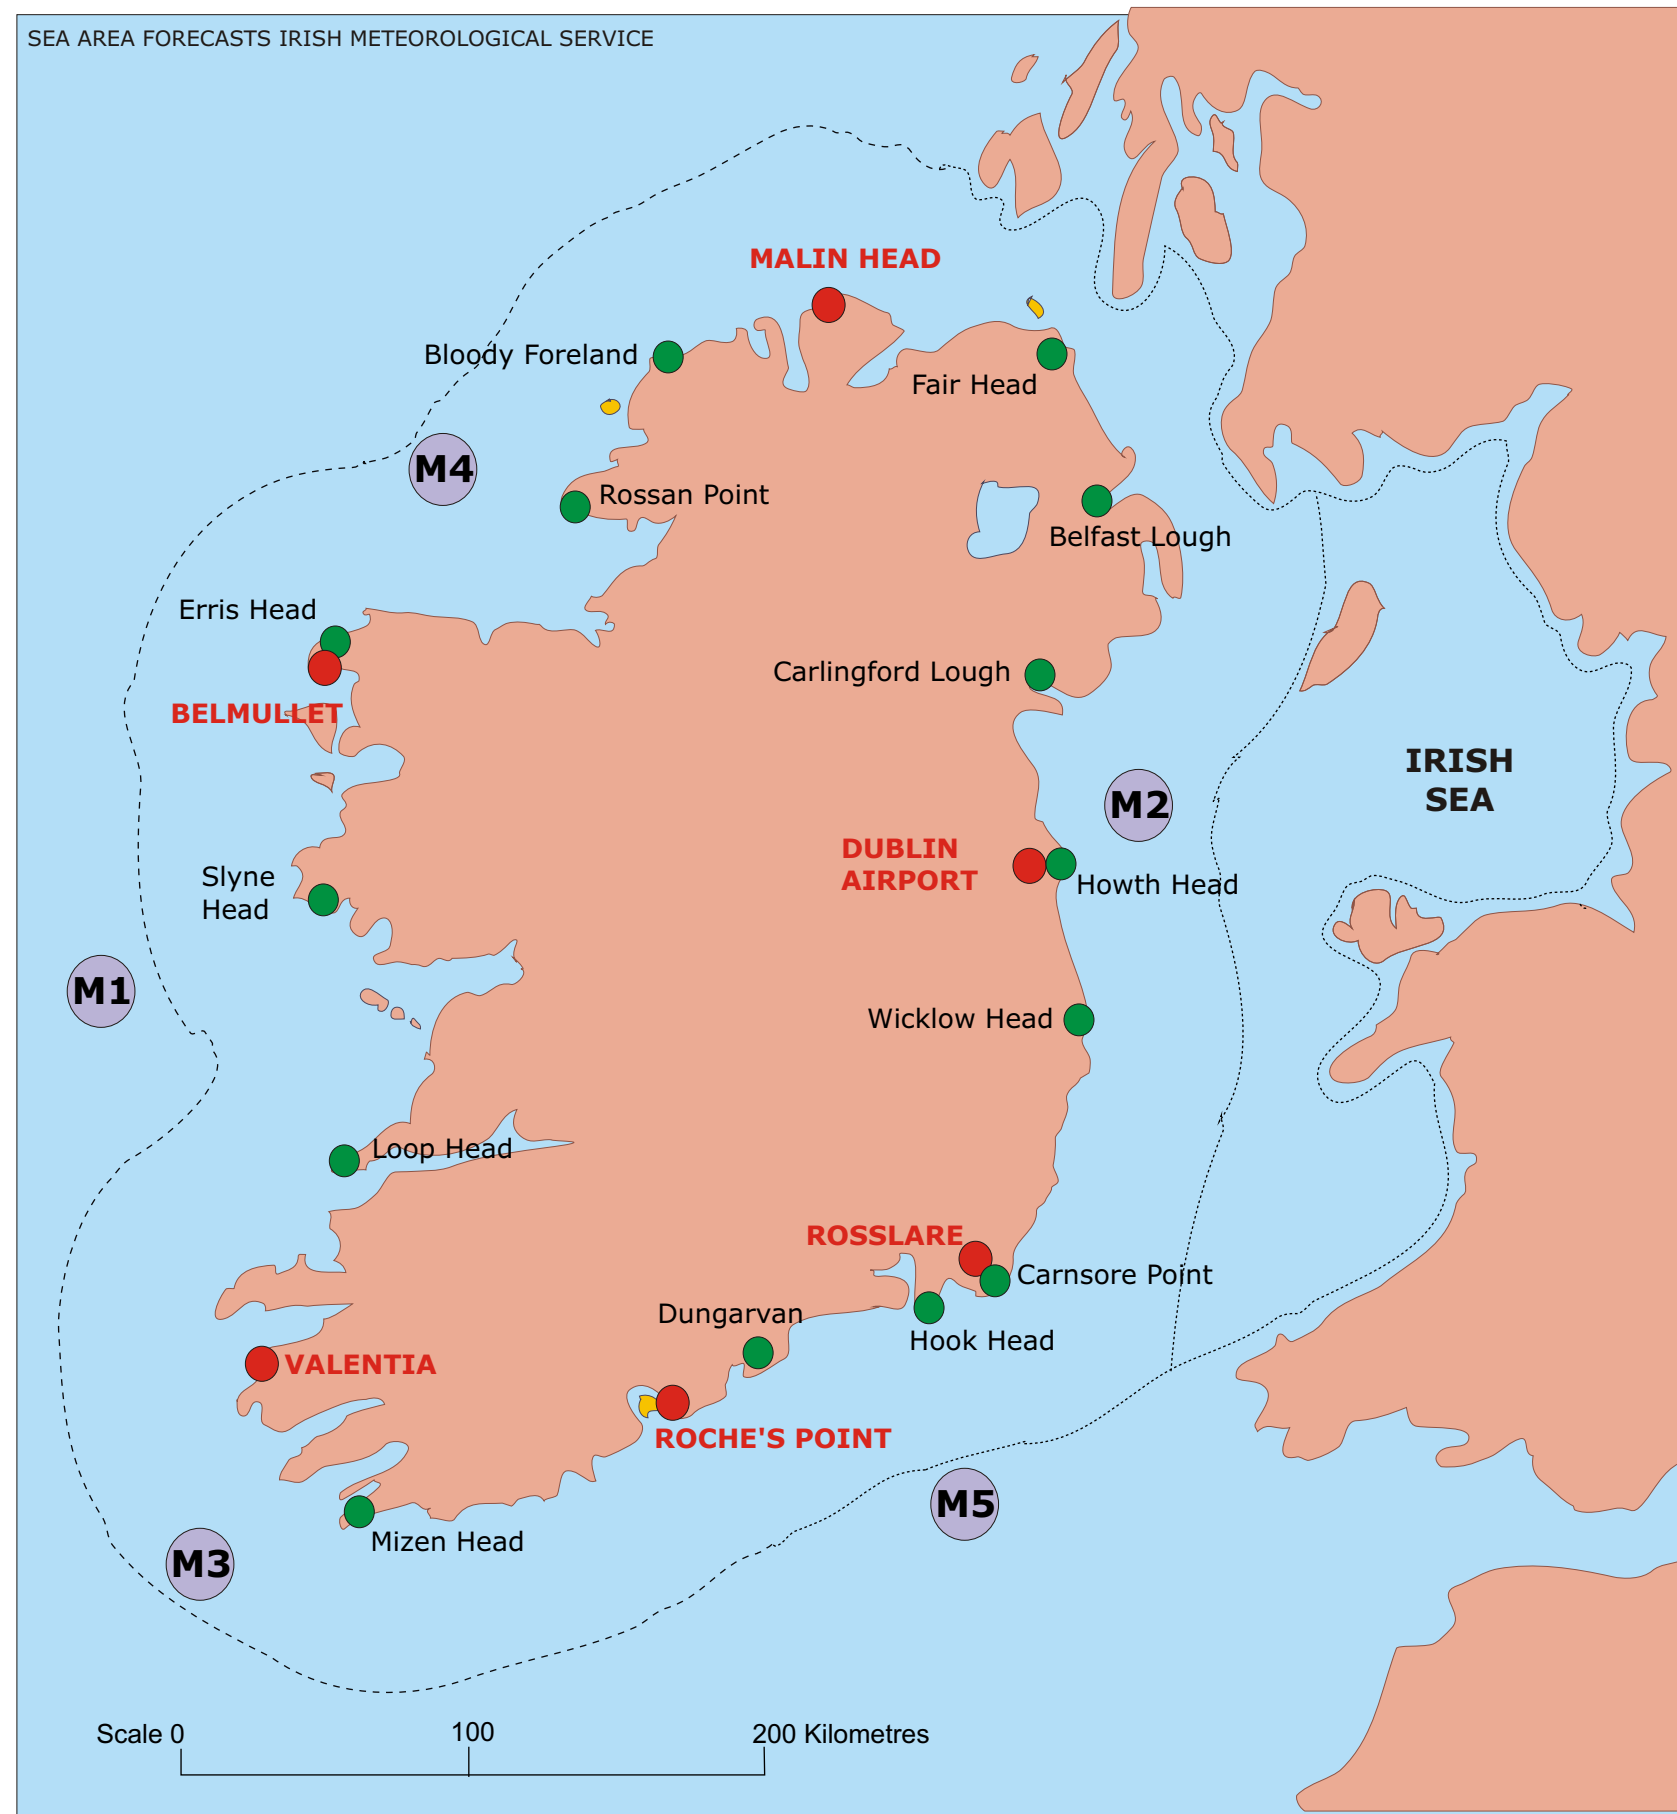 SEA AREA FORECASTS IRISH METEOROLOGICAL SERVICE
MALIN HEAD
Bloody Foreland
Fair Head
M4
Rossan Point
Belfast Lough
Erris Head
Carlingford Lough
BELMULLET
IRISH
SEA
M2
DUBLIN
AIRPORT
Howth Head
Slyne
Head
M1
Wicklow Head
Loop Head
ROSSLARE
Carnsore Point
Dungarvan
Hook Head
VALENTIA
ROCHE'S POINT
M5
Mizen Head
M3
Scale 0 100 200 Kilometres